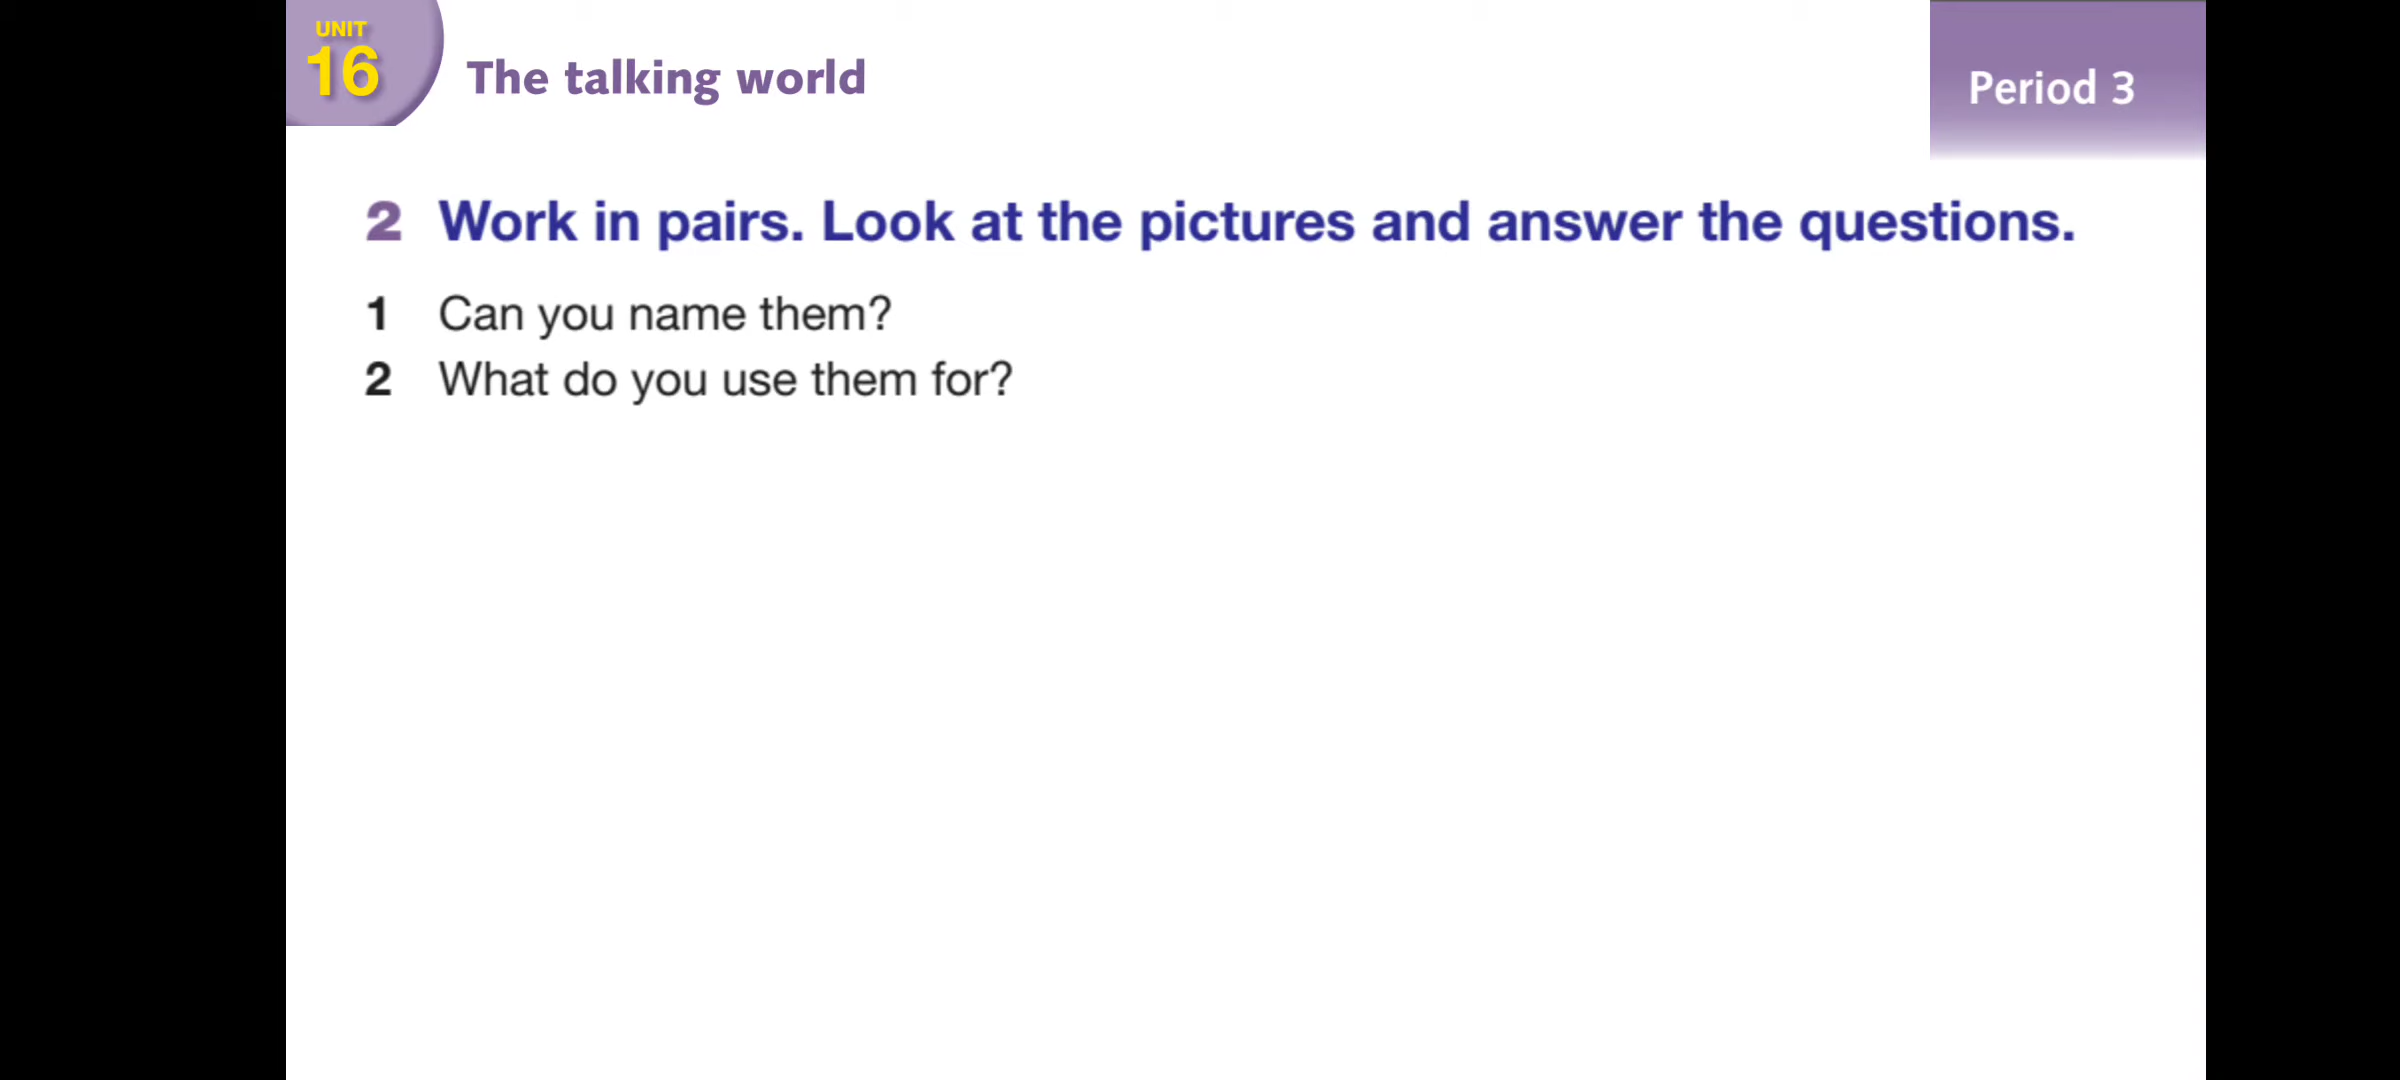 UNIT
16
The talking world
Period 3
2 Work in pairs. Look at the pictures and answer the questions.
1 Can you name them?
2 What do you use them for?